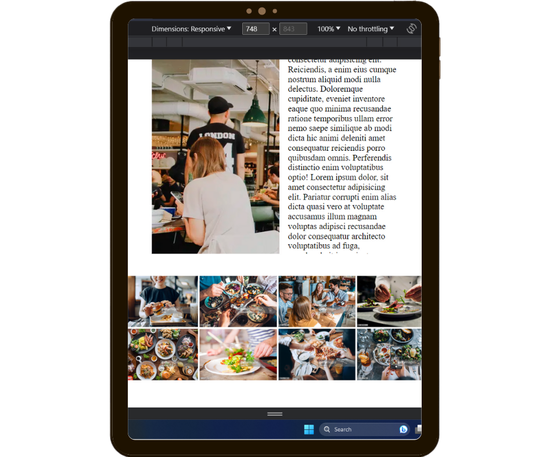 Dimensions: Responsive 748 × 843 100% No throttling
consectetur adipisicing elit.
Reiciendis, a enim eius cumque
nostrum aliquid modi nulla
delectus. Doloremque
cupiditate, eveniet inventore
eaque quo minima recusandae
ratione temporibus ullam error
nemo saepe similique ab modi
dicta hic animi deleniti amet
consequatur reiciendis porro
quibusdam omnis. Perferendis
distinctio enim voluptatibus
optio! Lorem ipsum dolor, sit
amet consectetur adipisicing
elit. Pariatur corrupti enim alias
dicta quasi vero at voluptate
accusamus illum magnam
voluptas adipisci recusandae
dolor consequatur architecto
voluptatibus ad fuga,
LONDON
Search